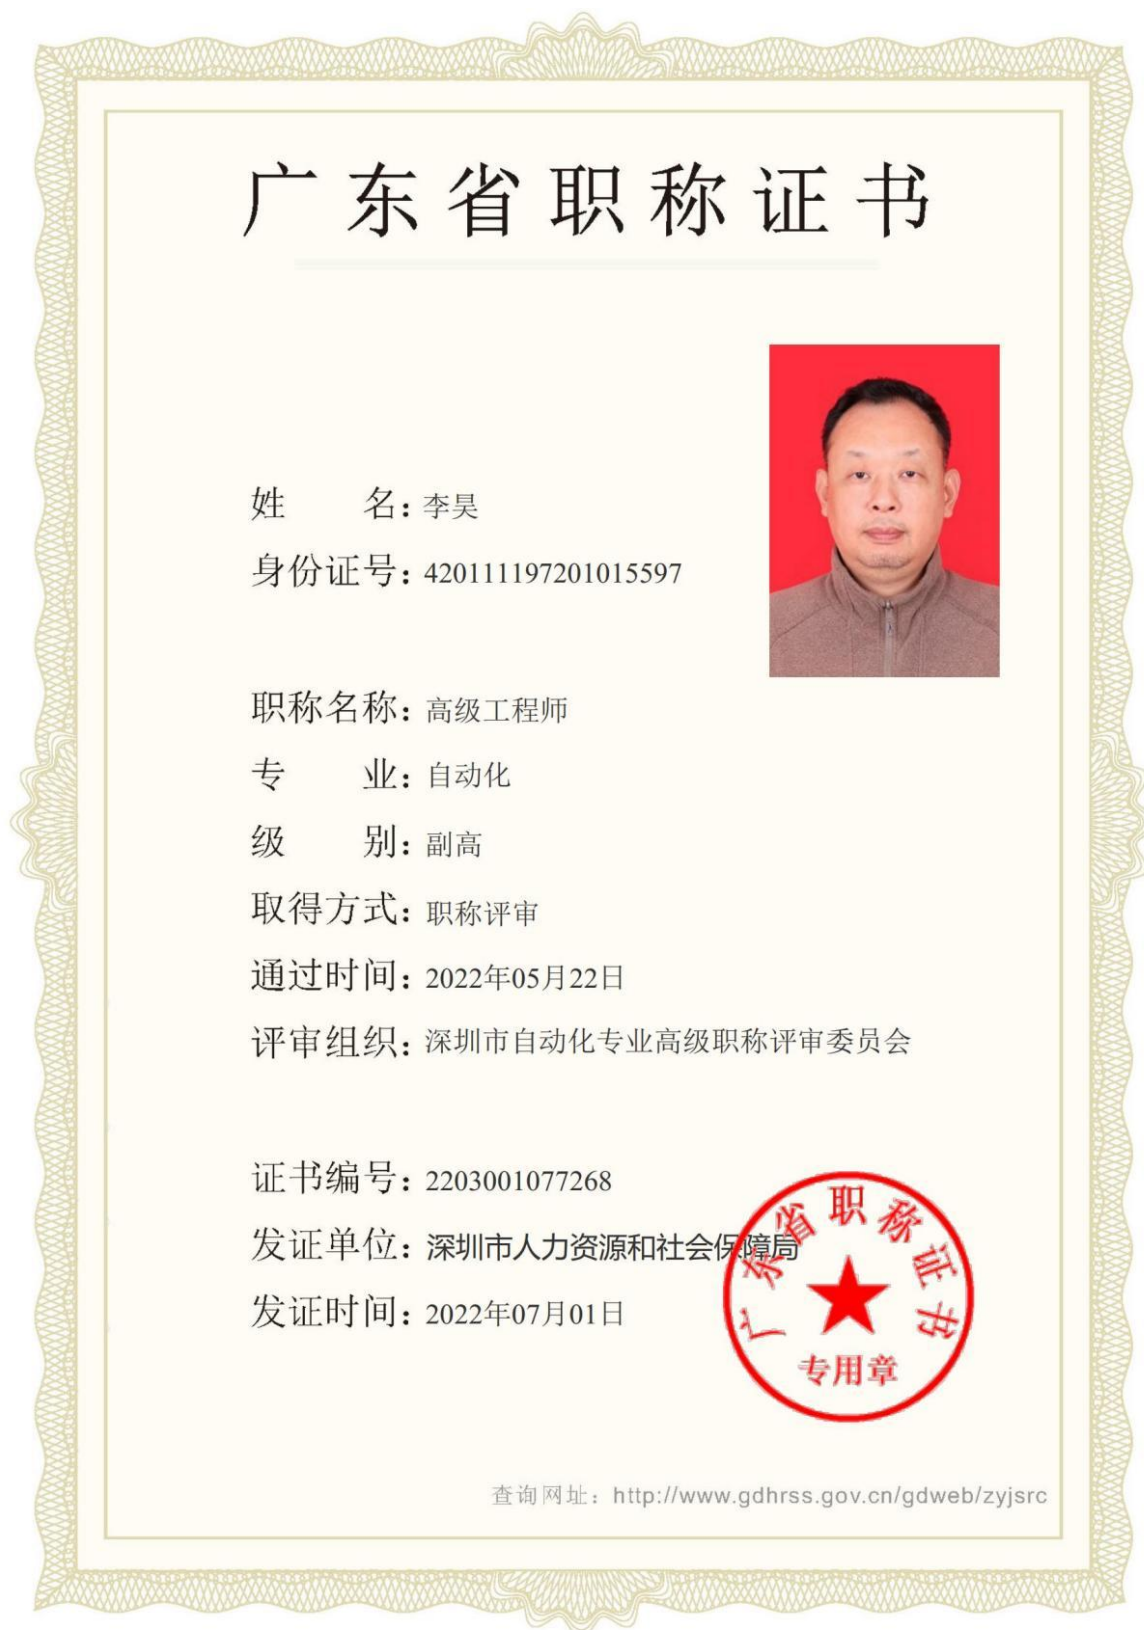 广东省职称证书
姓 名：李昊
身份证号：420111197201015597
职称名称：高级工程师
专 业：自动化
级 别：副高
取得方式：职称评审
通过时间：2022年05月22日
评审组织：深圳市自动化专业高级职称评审委员会
证书编号：2203001077268
发证单位：深圳市人力资源和社会保障局
发证时间：2022年07月01日
广东省职称证书
专用章
查询网址：http://www.gdhrss.gov.cn/gdweb/zyjsrc